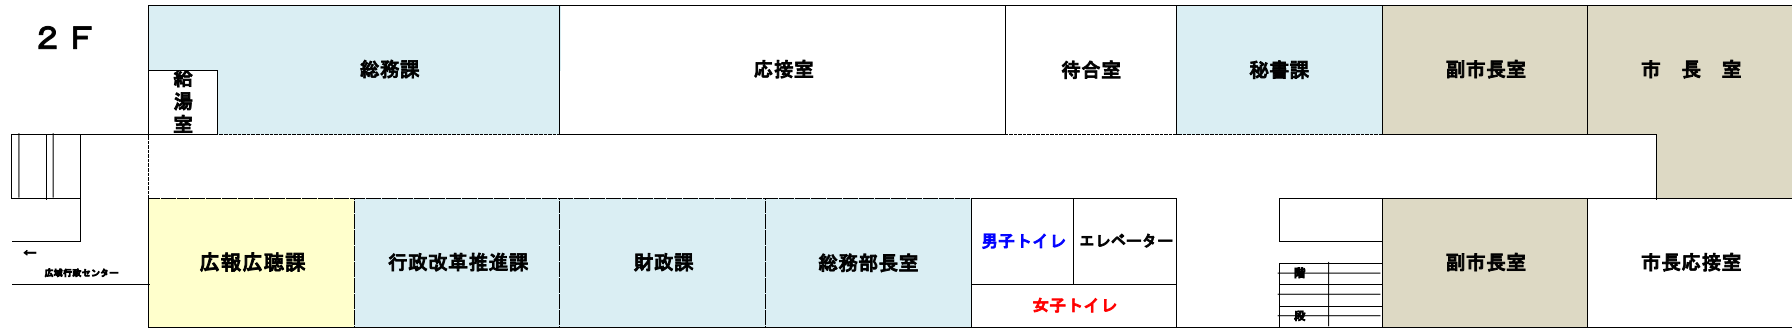 ２Ｆ
総務課
応接室
待合室
秘書課
副市長室
市　長　室
給湯室
広報広聴課
行政改革推進課
財政課
総務部長室
男子トイレ
エレベーター
女子トイレ
階段
副市長室
市長応接室
←
広域行政センター